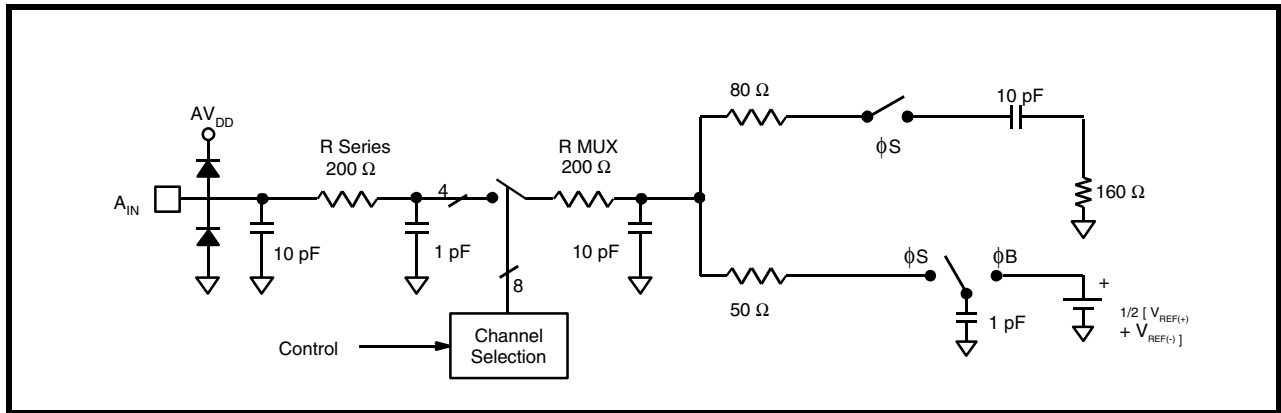 AVDD
AIN
10 pF
R Series
200 Ω
1 pF
4
8
Control
Channel
Selection
R MUX
200 Ω
10 pF
80 Ω
ϕS
10 pF
160 Ω
50 Ω
ϕS
ϕB
1 pF
+
1/2 [ VREF(+)
+ VREF(-) ]